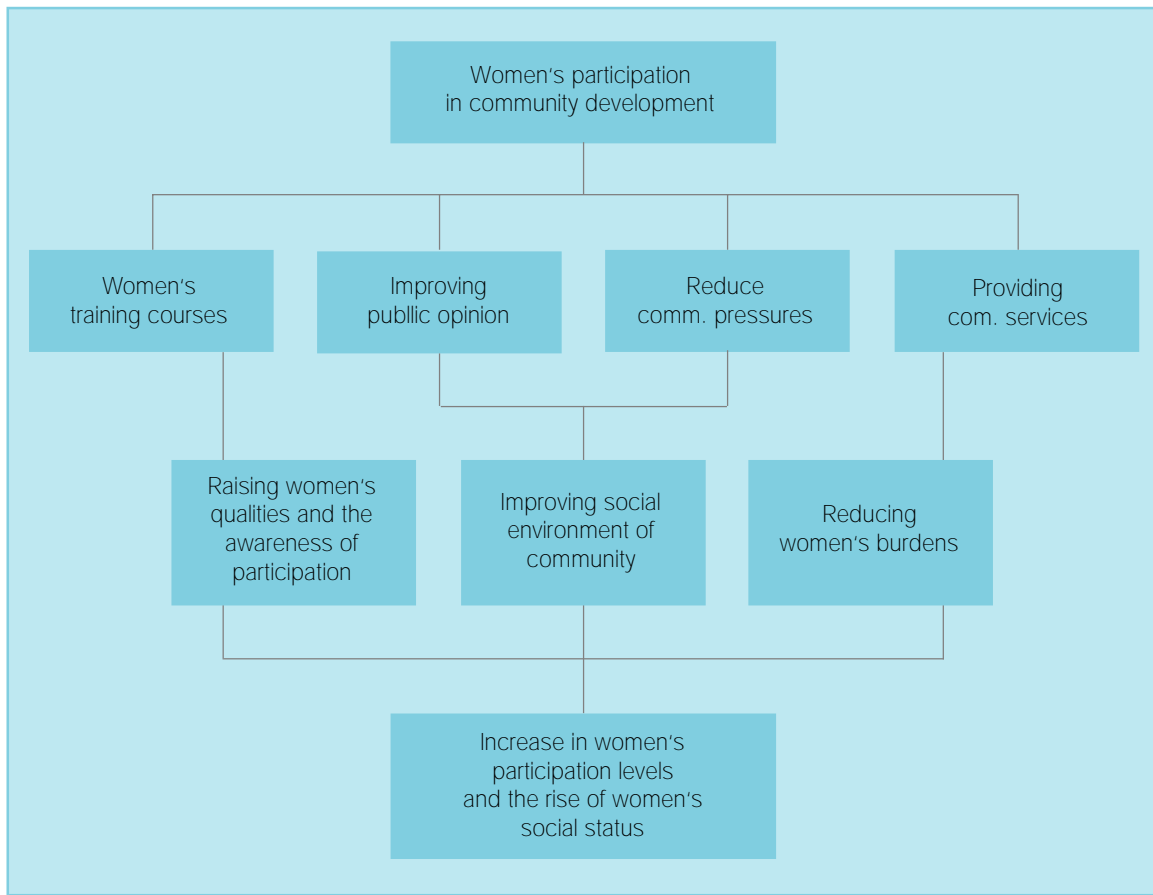 Women‘s participation
in community development
Women‘s
training courses
Improving
publlic opinion
Reduce
comm. pressures
Providing
com. services
Raising women‘s
qualities and the
awareness of
participation
Improving social
environment of
community
Reducing
women‘s burdens
Increase in women‘s
participation levels
and the rise of women‘s
social status